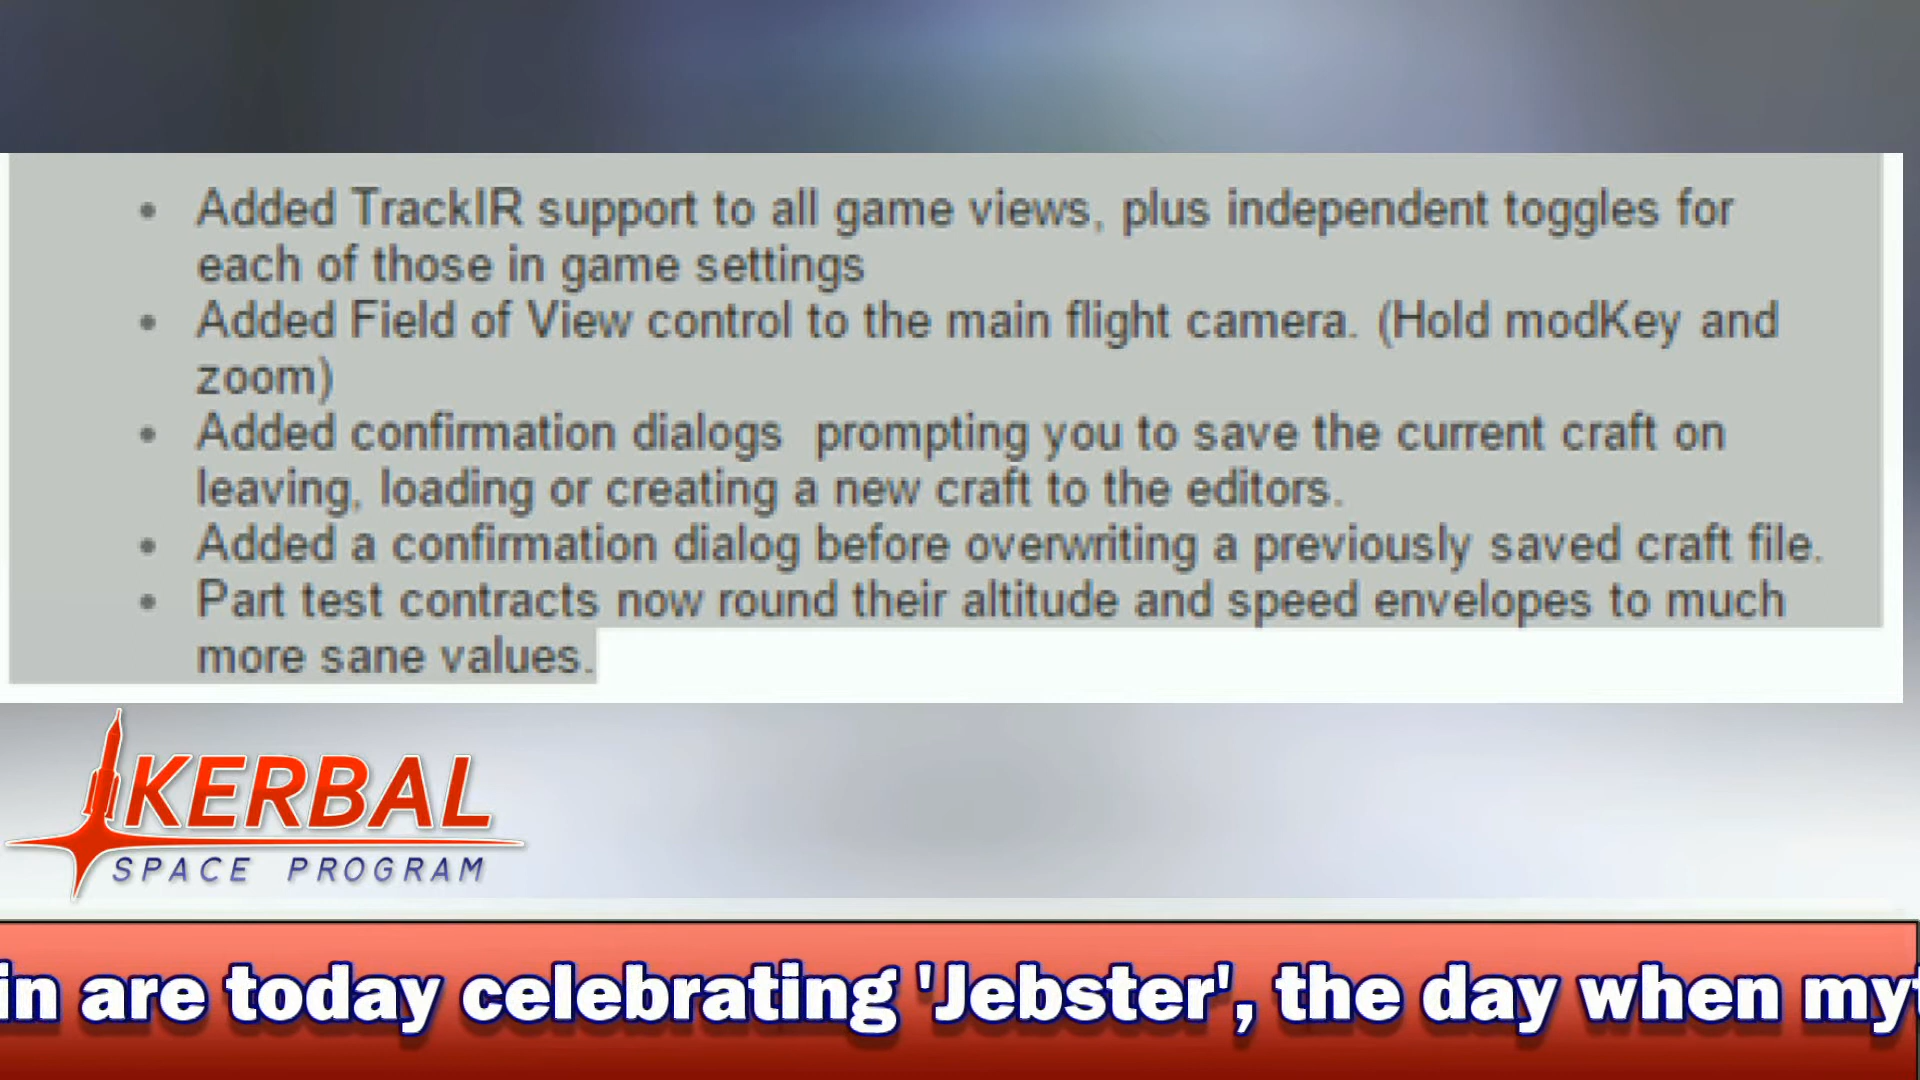 • Added TrackIR support to all game views, plus independent toggles for
each of those in game settings
• Added Field of View control to the main flight camera. (Hold modKey and
zoom)
• Added confirmation dialogs  prompting you to save the current craft on
leaving, loading or creating a new craft to the editors.
• Added a confirmation dialog before overwriting a previously saved craft file.
• Part test contracts now round their altitude and speed envelopes to much
more sane values.
KERBAL
SPACE PROGRAM
in are today celebrating 'Jebster', the day when